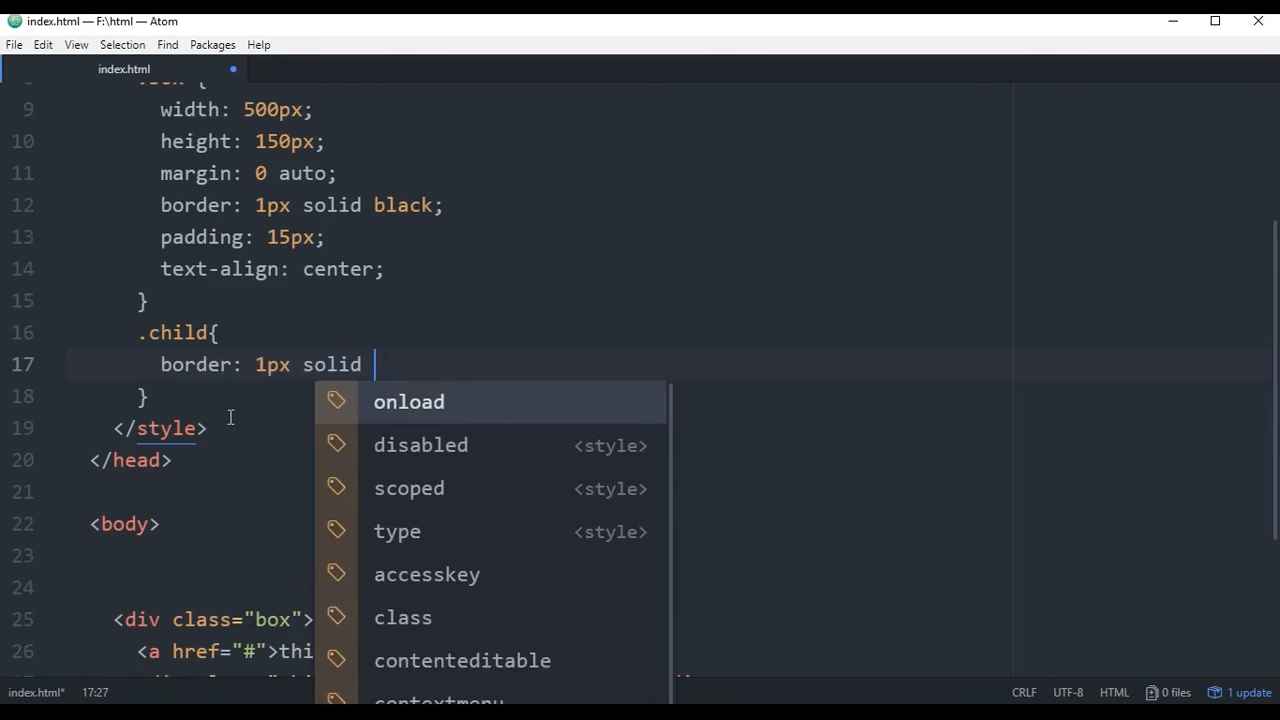 index.html — F:\html — Atom
File Edit View Selection Find Packages Help
index.html
9 width: 500px;
10 height: 150px;
11 margin: 0 auto;
12 border: 1px solid black;
13 padding: 15px;
14 text-align: center;
15 }
16 .child{
17 border: 1px solid
18 }
onload
19 </style>
disabled <style>
20 </head>
scoped <style>
21
22 <body>
type <style>
23
accesskey
24
25 <div class="box">
class
26 <a href="#">thi
contenteditable
contextmenu
index.html* 17:27 CRLF UTF-8 HTML 0 files 1 update